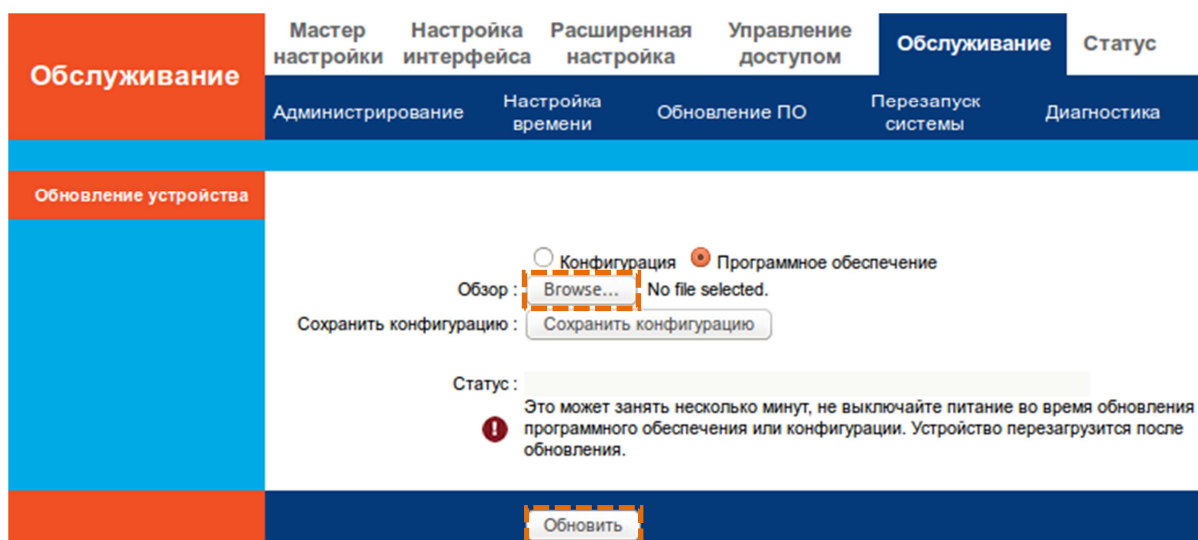 Обслуживание
Мастер настройки
Настройка интерфейса
Расширенная настройка
Управление доступом
Обслуживание
Статус
Администрирование
Настройка времени
Обновление ПО
Перезапуск системы
Диагностика
Обновление устройства
Конфигурация Программное обеспечение
Обзор : Browse... No file selected.
Сохранить конфигурацию : Сохранить конфигурацию
Статус :
Это может занять несколько минут, не выключайте питание во время обновления
программного обеспечения или конфигурации. Устройство перезагрузится после
обновления.
Обновить